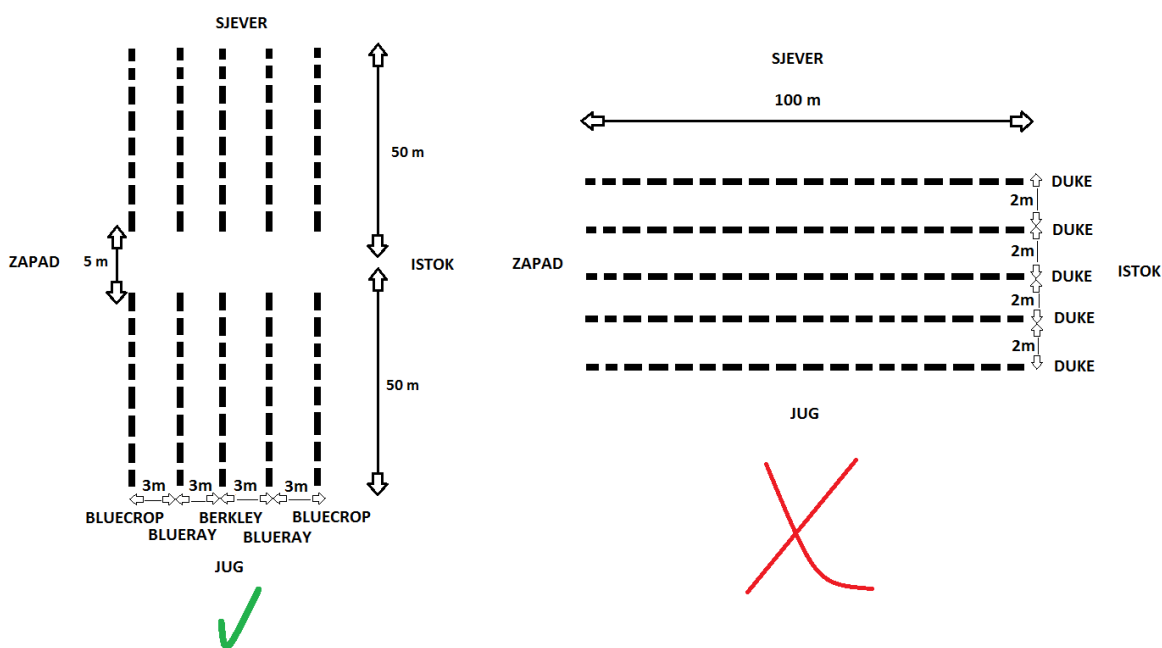 SJEVER
50 m
ZAPAD
5 m
ISTOK
50 m
3m
3m
3m
3m
BLUECROP
BERKLEY
BLUECROP
BLUERAY
BLUERAY
JUG
SJEVER
100 m
DUKE
2m
DUKE
2m
ZAPAD
DUKE
ISTOK
2m
DUKE
2m
DUKE
JUG